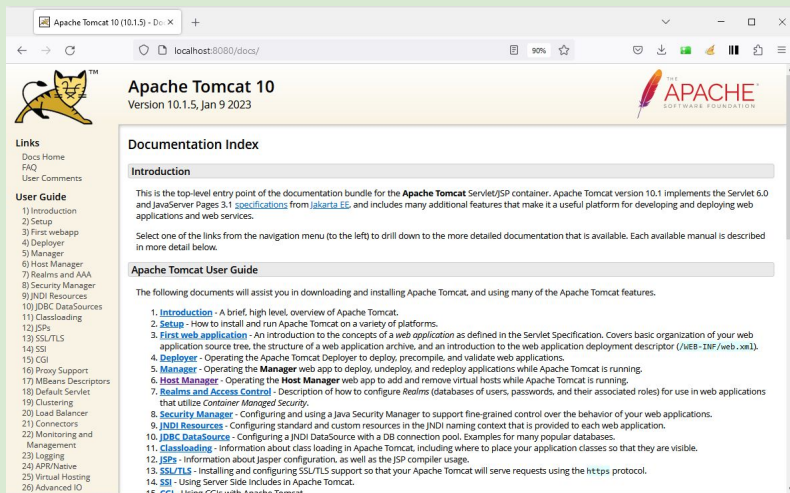 Apache Tomcat 10 (10.1.5) - Do
localhost:8080/docs/
90%
TM
Apache Tomcat 10
Version 10.1.5, Jan 9 2023
THE
APACHE
SOFTWARE FOUNDATION
Links
Docs Home
FAQ
User Comments
User Guide
1) Introduction
2) Setup
3) First webapp
4) Deployer
5) Manager
6) Host Manager
7) Realms and AAA
8) Security Manager
9) JNDI Resources
10) JDBC DataSources
11) Classloading
12) JSPs
13) SSL/TLS
14) SSI
15) CGI
16) Proxy Support
17) MBeans Descriptors
18) Default Servlet
19) Clustering
20) Load Balancer
21) Connectors
22) Monitoring and
Management
23) Logging
24) APR/Native
25) Virtual Hosting
26) Advanced IO
Documentation Index
Introduction
This is the top-level entry point of the documentation bundle for the Apache Tomcat Servlet/JSP container. Apache Tomcat version 10.1 implements the Servlet 6.0
and JavaServer Pages 3.1 specifications from Jakarta EE, and includes many additional features that make it a useful platform for developing and deploying web
applications and web services.
Select one of the links from the navigation menu (to the left) to drill down to the more detailed documentation that is available. Each available manual is described
in more detail below.
Apache Tomcat User Guide
The following documents will assist you in downloading and installing Apache Tomcat, and using many of the Apache Tomcat features.
1. Introduction - A brief, high level, overview of Apache Tomcat.
2. Setup - How to install and run Apache Tomcat on a variety of platforms.
3. First web application - An introduction to the concepts of a web application as defined in the Servlet Specification. Covers basic organization of your web
application source tree, the structure of a web application archive, and an introduction to the web application deployment descriptor (/WEB-INF/web.xml).
4. Deployer - Operating the Apache Tomcat Deployer to deploy, precompile, and validate web applications.
5. Manager - Operating the Manager web app to deploy, undeploy, and redeploy applications while Apache Tomcat is running.
6. Host Manager - Operating the Host Manager web app to add and remove virtual hosts while Apache Tomcat is running.
7. Realms and Access Control - Description of how to configure Realms (databases of users, passwords, and their associated roles) for use in web applications
that utilize Container Managed Security.
8. Security Manager - Configuring and using a Java Security Manager to support fine-grained control over the behavior of your web applications.
9. JNDI Resources - Configuring standard and custom resources in the JNDI naming context that is provided to each web application.
10. JDBC DataSource - Configuring a JNDI DataSource with a DB connection pool. Examples for many popular databases.
11. Classloading - Information about class loading in Apache Tomcat, including where to place your application classes so that they are visible.
12. JSPs - Information about Jasper configuration, as well as the JSP compiler usage.
13. SSL/TLS - Installing and configuring SSL/TLS support so that your Apache Tomcat will serve requests using the https protocol.
14. SSI - Using Server Side Includes in Apache Tomcat.
15. CGI - Using CGIs with Apache Tomcat.